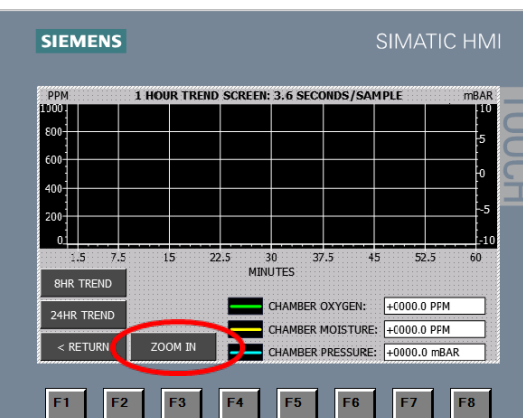 SIEMENS
SIMATIC HMI
TOUCH
PPM 1 HOUR TREND SCREEN: 3.6 SECONDS/SAMPLE mBAR
1000
800
600
400
200
0
10
5
0
-5
-10
1.5 7.5 15 22.5 30 37.5 45 52.5 60
MINUTES
8HR TREND
24HR TREND
< RETURN
ZOOM IN
CHAMBER OXYGEN: +0000.0 PPM
CHAMBER MOISTURE: +0000.0 PPM
CHAMBER PRESSURE: +0000.0 mBAR
F1 F2 F3 F4 F5 F6 F7 F8